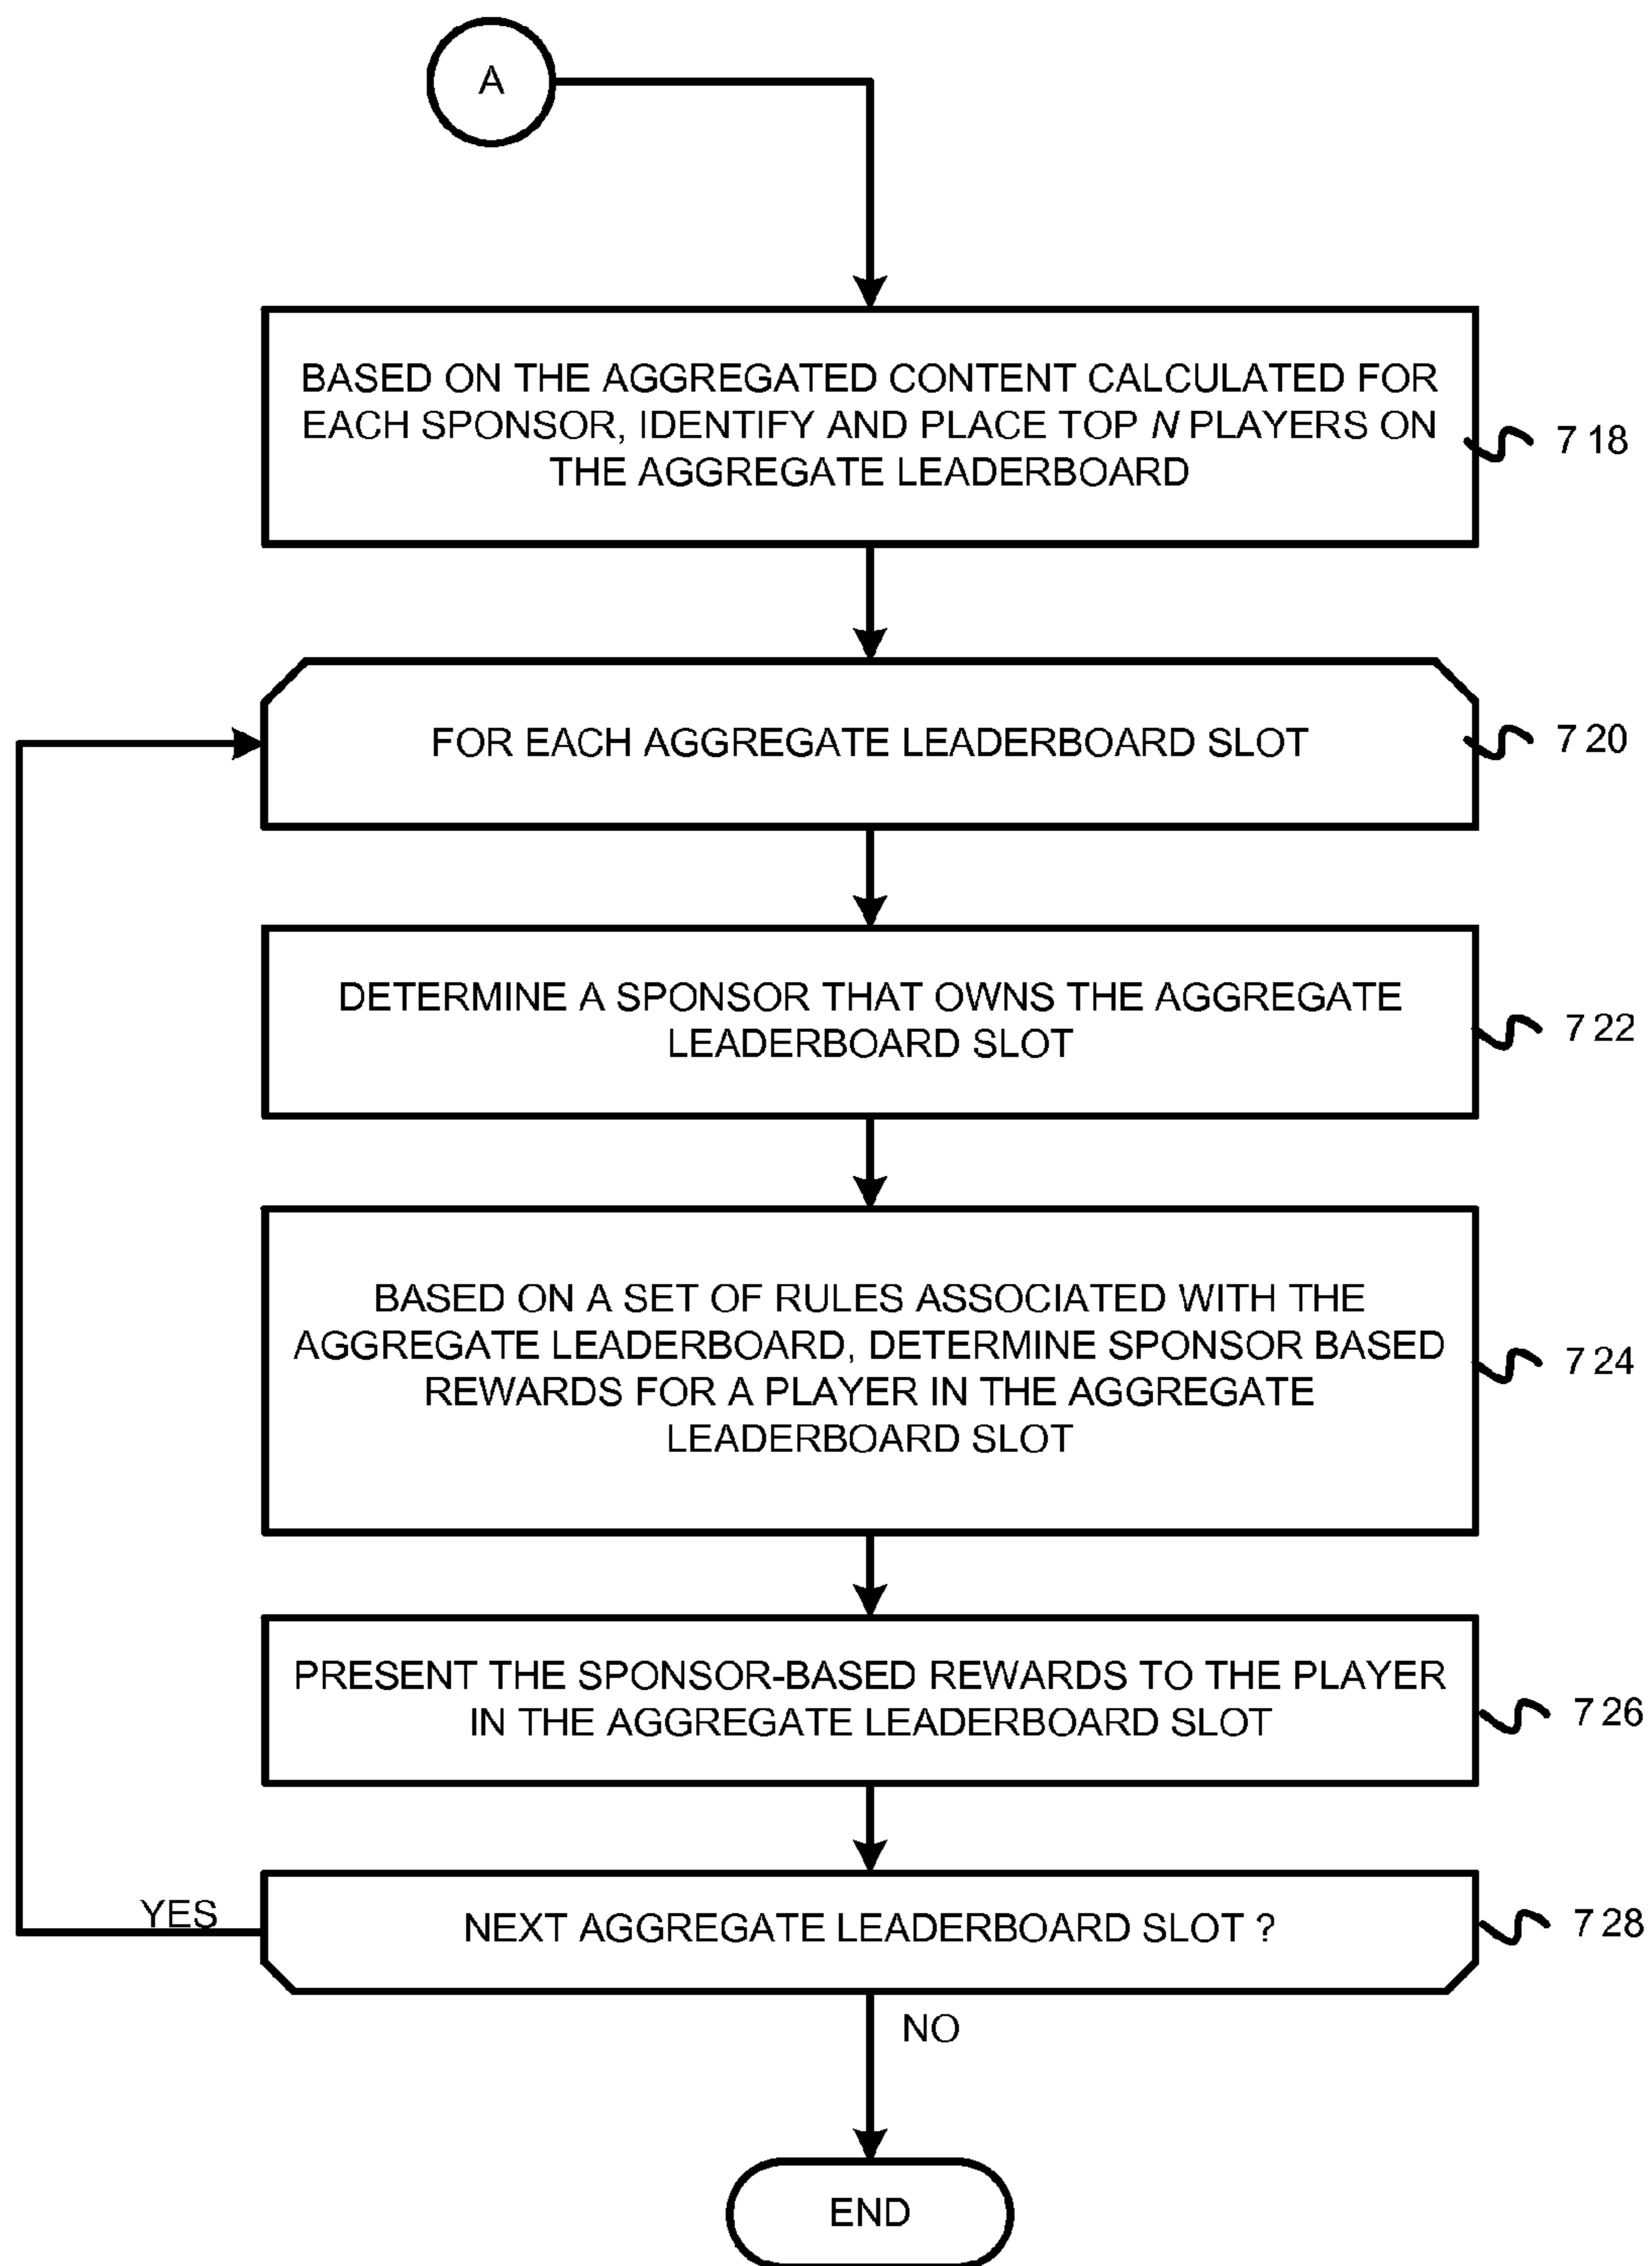 A
BASED ON THE AGGREGATED CONTENT CALCULATED FOR
EACH SPONSOR, IDENTIFY AND PLACE TOP N PLAYERS ON
THE AGGREGATE LEADERBOARD
718
FOR EACH AGGREGATE LEADERBOARD SLOT
720
DETERMINE A SPONSOR THAT OWNS THE AGGREGATE
LEADERBOARD SLOT
722
BASED ON A SET OF RULES ASSOCIATED WITH THE
AGGREGATE LEADERBOARD, DETERMINE SPONSOR BASED
REWARDS FOR A PLAYER IN THE AGGREGATE
LEADERBOARD SLOT
724
PRESENT THE SPONSOR-BASED REWARDS TO THE PLAYER
IN THE AGGREGATE LEADERBOARD SLOT
726
YES
NEXT AGGREGATE LEADERBOARD SLOT ?
728
NO
END